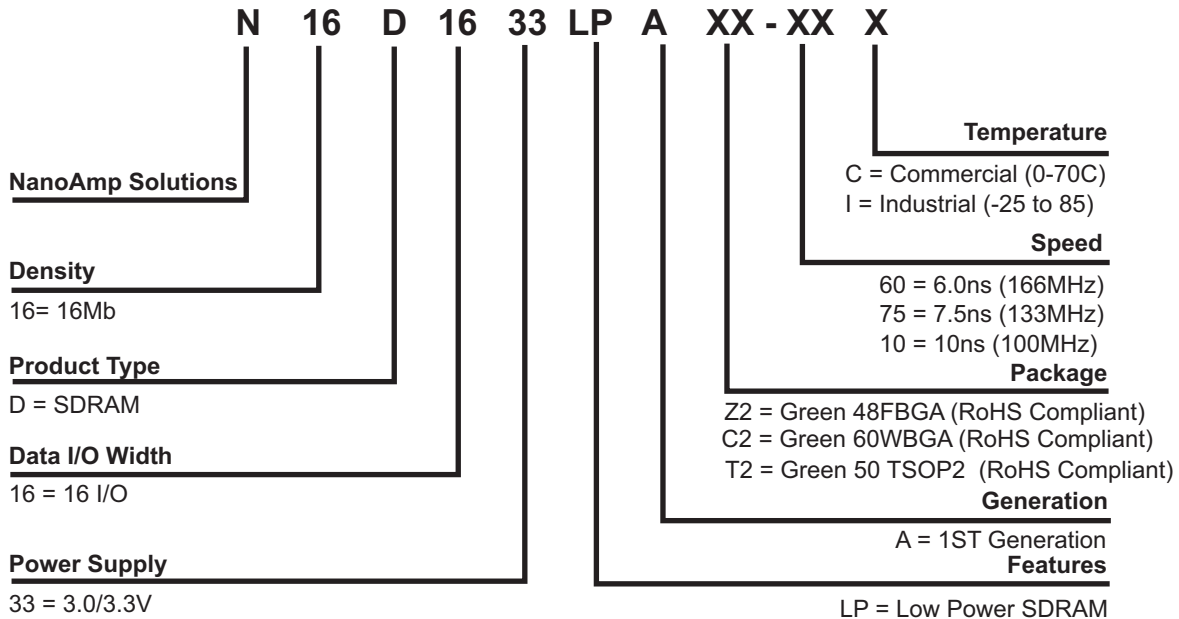 N 16 D 16 33 LP A XX - XX X
Temperature
C = Commercial (0-70C)
I = Industrial (-25 to 85)
NanoAmp Solutions
Speed
60 = 6.0ns (166MHz)
75 = 7.5ns (133MHz)
10 = 10ns (100MHz)
Density
16= 16Mb
Package
Z2 = Green 48FBGA (RoHS Compliant)
C2 = Green 60WBGA (RoHS Compliant)
T2 = Green 50 TSOP2 (RoHS Compliant)
Product Type
D = SDRAM
Data I/O Width
16 = 16 I/O
Generation
A = 1ST Generation
Power Supply
33 = 3.0/3.3V
Features
LP = Low Power SDRAM